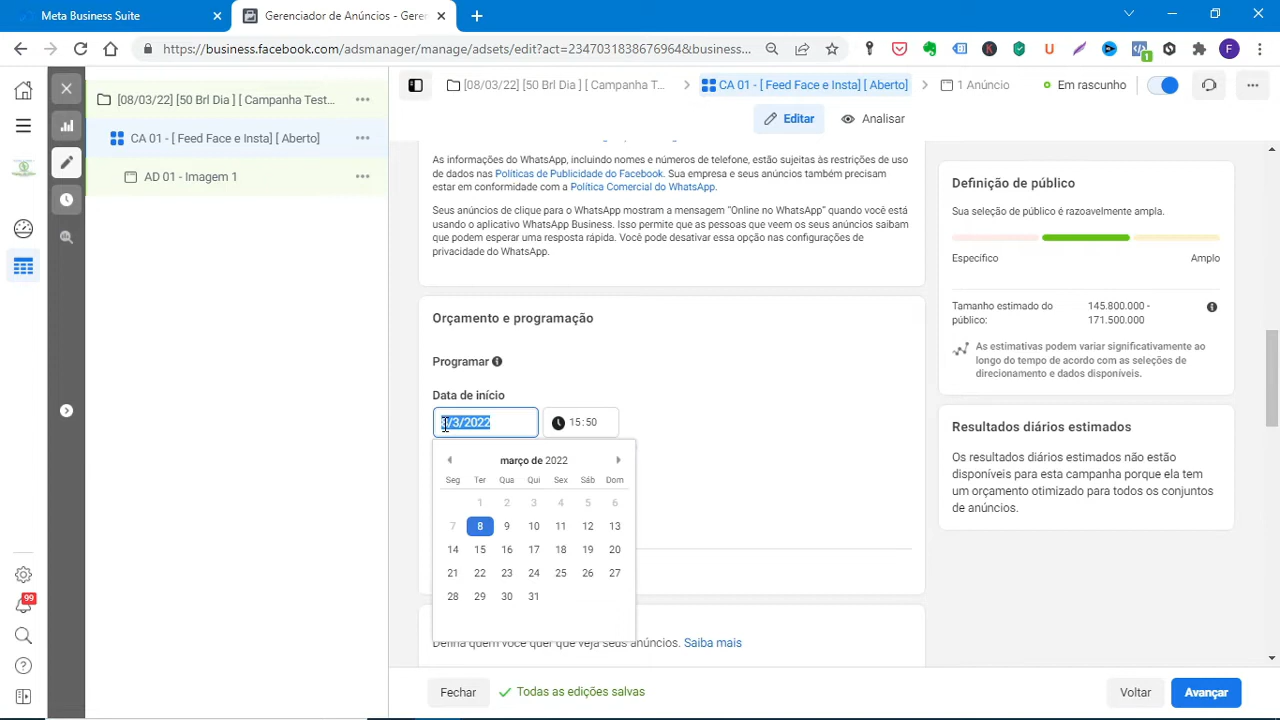 Meta Business Suite
Gerenciador de Anúncios - Geren
https://business.facebook.com/adsmanager/manage/adsets/edit?act=2347031838676964&business...
1
F
[08/03/22] [50 Brl Dia ] [ Campanha Test...
[08/03/22] [50 Brl Dia ] [ Campanha T...
CA 01 - [ Feed Face e Insta] [ Aberto]
1 Anúncio
Em rascunho
Editar
Analisar
CA 01 - [ Feed Face e Insta] [ Aberto]
AD 01 - Imagem 1
99
As informações do WhatsApp, incluindo nomes e números de telefone, estão sujeitas às restrições de uso
de dados nas Políticas de Publicidade do Facebook. Sua empresa e seus anúncios também precisam
estar em conformidade com a Política Comercial do WhatsApp.
Seus anúncios de clique para o WhatsApp mostram a mensagem "Online no WhatsApp" quando você está
usando o aplicativo WhatsApp Business. Isso permite que as pessoas que veem os seus anúncios saibam
que podem esperar uma resposta rápida. Você pode desativar essa opção nas configurações de
privacidade do WhatsApp.
Orçamento e programação
Programar
Data de início
8/3/2022
15:50
março de 2022
Seg Ter Qua Qui Sex Sáb Dom
1 2 3 4 5 6
7 8 9 10 11 12 13
14 15 16 17 18 19 20
21 22 23 24 25 26 27
28 29 30 31
Defina quem você quer que veja seus anúncios. Saiba mais
Definição de público
Sua seleção de público é razoavelmente ampla.
Específico
Amplo
Tamanho estimado do
público:
145.800.000 -
171.500.000
As estimativas podem variar significativamente ao
longo do tempo de acordo com as seleções de
direcionamento e dados disponíveis.
Resultados diários estimados
Os resultados diários estimados não estão
disponíveis para esta campanha porque ela tem
um orçamento otimizado para todos os conjuntos
de anúncios.
Fechar
Todas as edições salvas
Voltar
Avançar